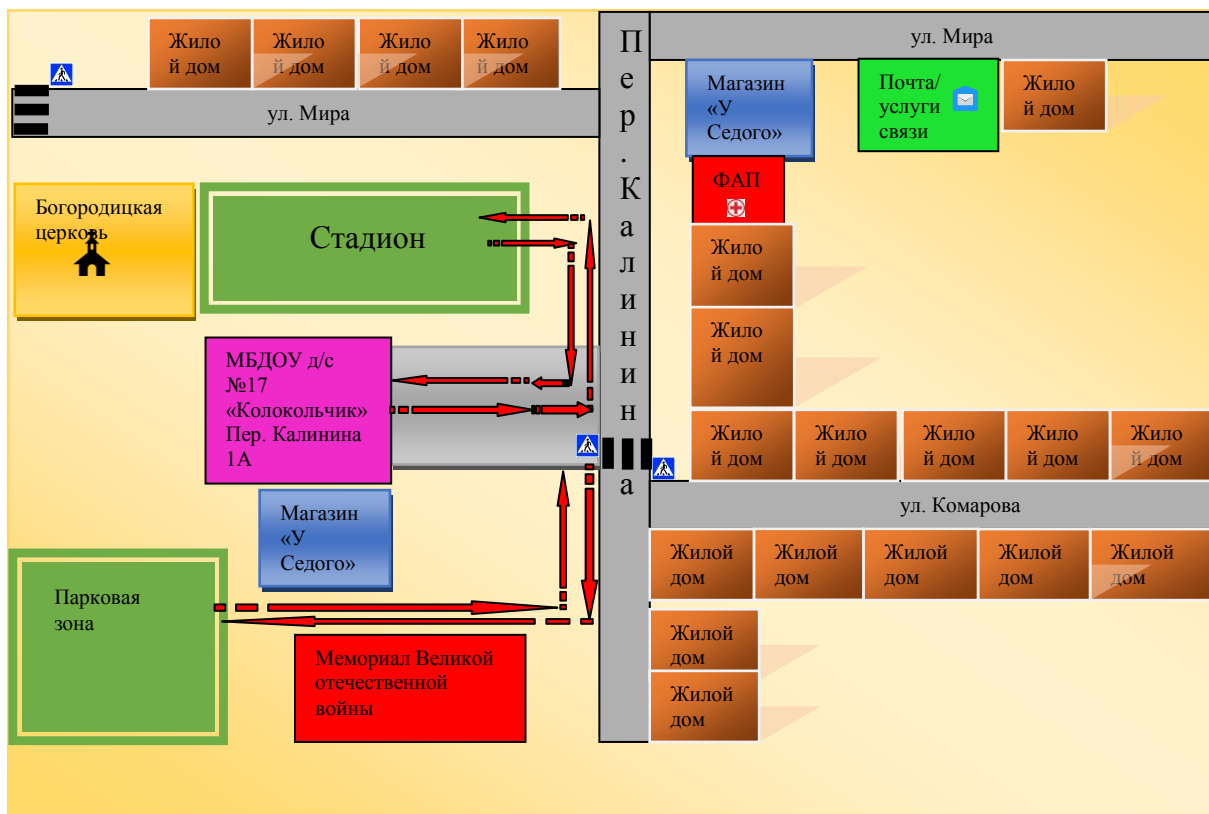 Жило
й дом
Жило
й дом
Жило
й дом
Жило
й дом
ул. Мира
Пер. Калинина
ул. Мира
Магазин
«У
Седого»
Почта/
услуги
связи
Жило
й дом
ФАП
Богородицкая
церковь
Стадион
Жило
й дом
Жило
й дом
МБДОУ д/с
№17
«Колокольчик»
Пер. Калинина
1А
Жило
й дом
Жило
й дом
Жило
й дом
Жило
й дом
Жило
й дом
ул. Комарова
Магазин
«У
Седого»
Жилой
дом
Жилой
дом
Жилой
дом
Жилой
дом
Жилой
дом
Парковая
зона
Мемориал Великой
отечественной
войны
Жилой
дом
Жилой
дом